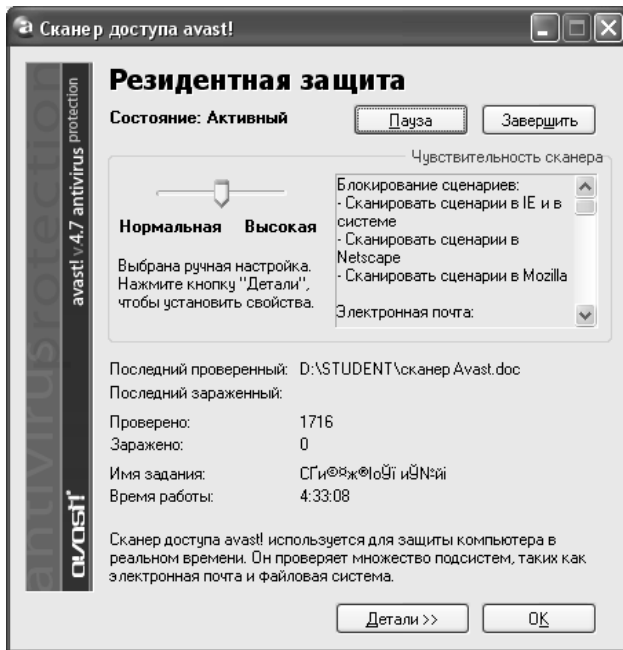 Сканер доступа avast!
Резидентная защита
Состояние: Активный
Пауза
Завершить
Чувствительность сканера
Нормальная Высокая
Выбрана ручная настройка.
Нажмите кнопку "Детали",
чтобы установить свойства.
Блокирование сценариев:
- Сканировать сценарии в IE и в
системе
- Сканировать сценарии в
Netscape
- Сканировать сценарии в Mozilla
Электронная почта:
Последний проверенный: D:\STUDENT\сканер Avast.doc
Последний зараженный:
Проверено: 1716
Заражено: 0
Имя задания:
Время работы: 4:33:08
Сканер доступа avast! используется для защиты компьютера в
реальном времени. Он проверяет множество подсистем, таких как
электронная почта и файловая система.
Детали >>
OK
avast! v4.7 antivirus protection
antivirusprotection
avast!